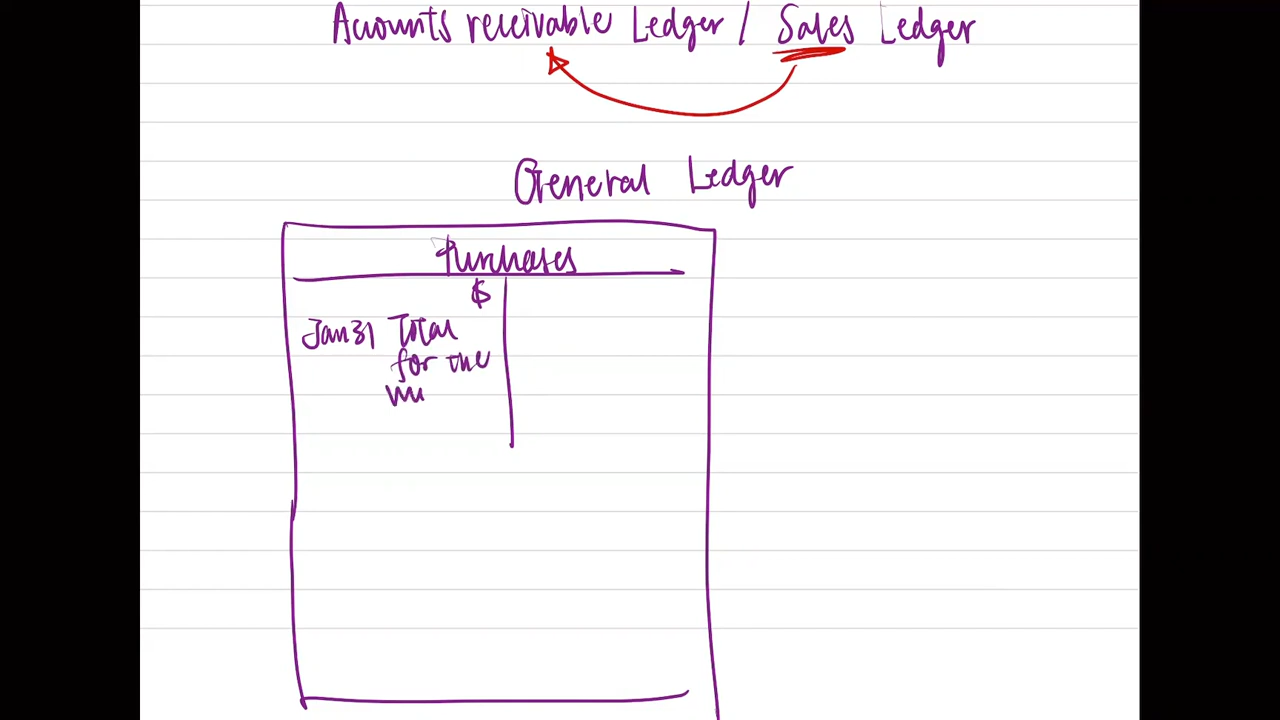 Accounts receivable Ledger / Sales Ledger
General Ledger
Purchases
$
Jan 31 Total
for the